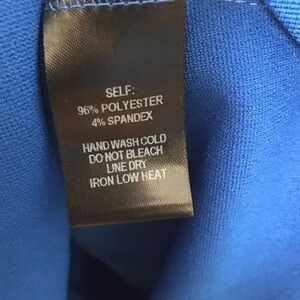 SELF:
96% POLYESTER
4% SPANDEX
HAND WASH COLD
DO NOT BLEACH
LINE DRY
IRON LOW HEAT